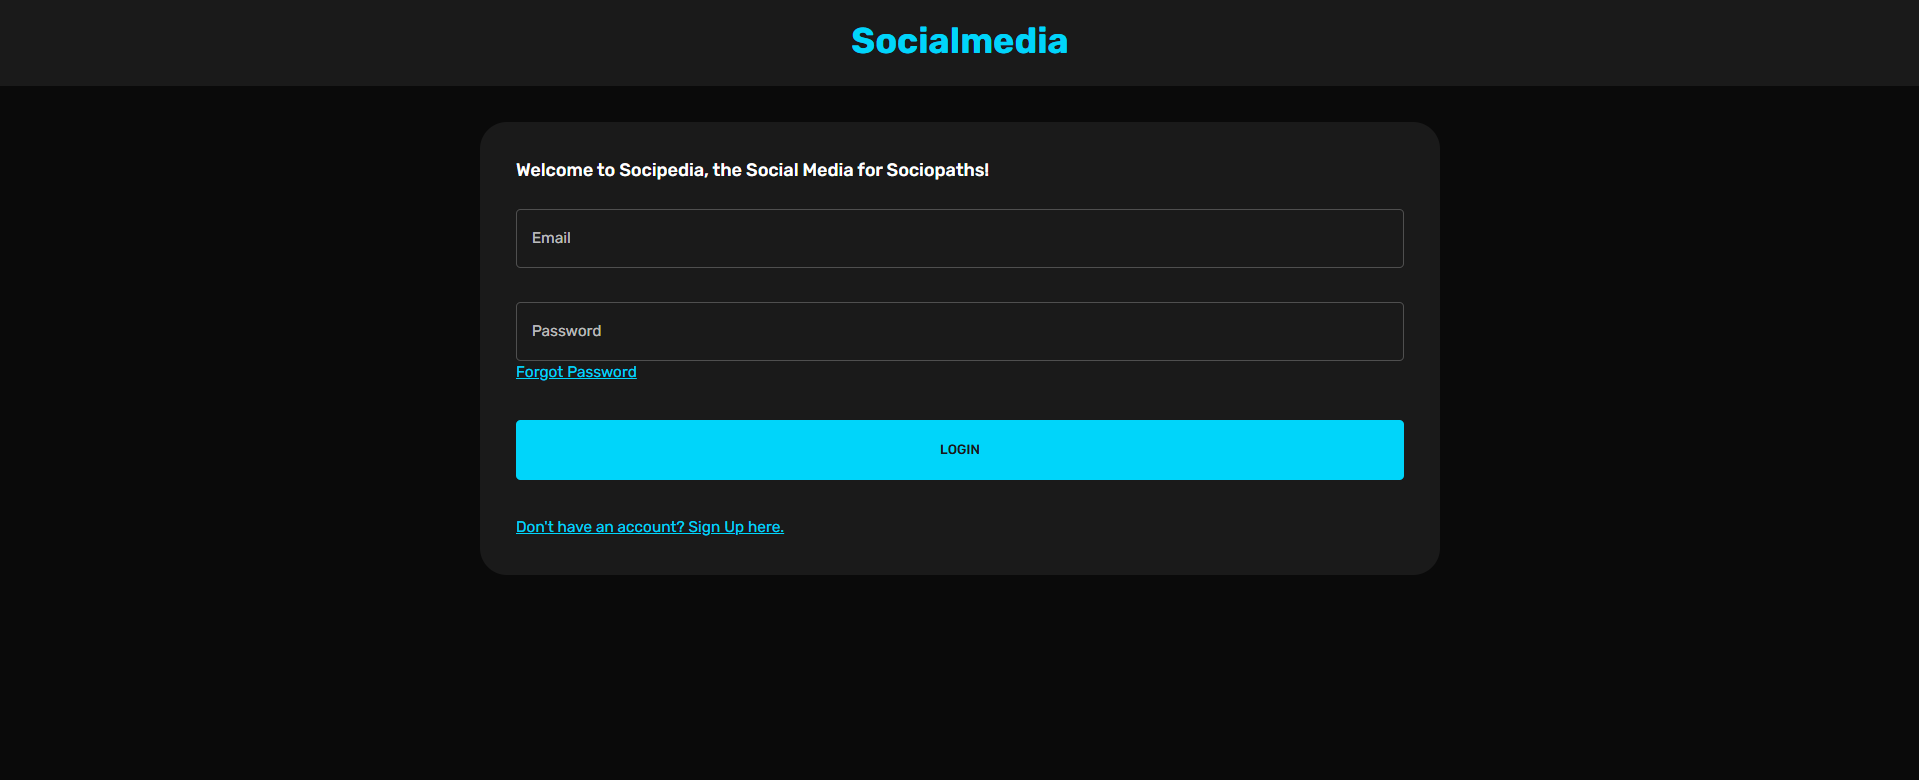 Socialmedia
Welcome to Socipedia, the Social Media for Sociopaths!
Email
Password
Forgot Password
LOGIN
Don't have an account? Sign Up here.